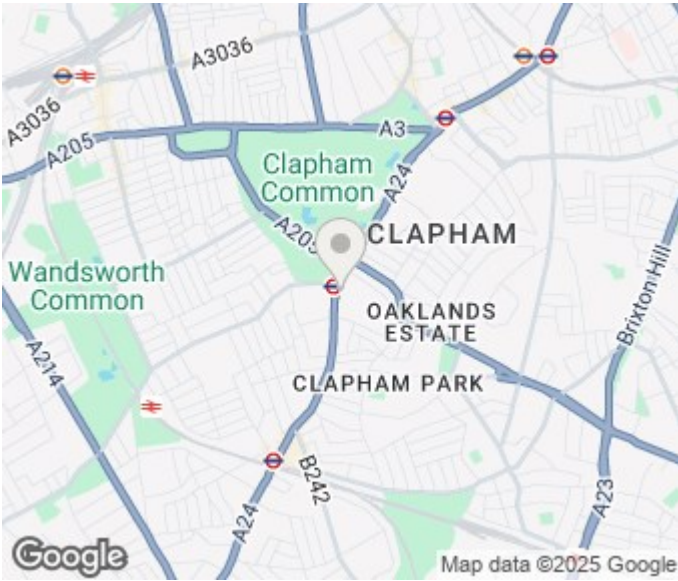 A3036
A3036
A205
A3
Clapham
Common
A24
A205
CLAPHAM
Wandsworth
Common
Brixton Hill
OAKLANDS
ESTATE
A214
CLAPHAM PARK
B242
A23
A24
Google
Map data ©2025 Google